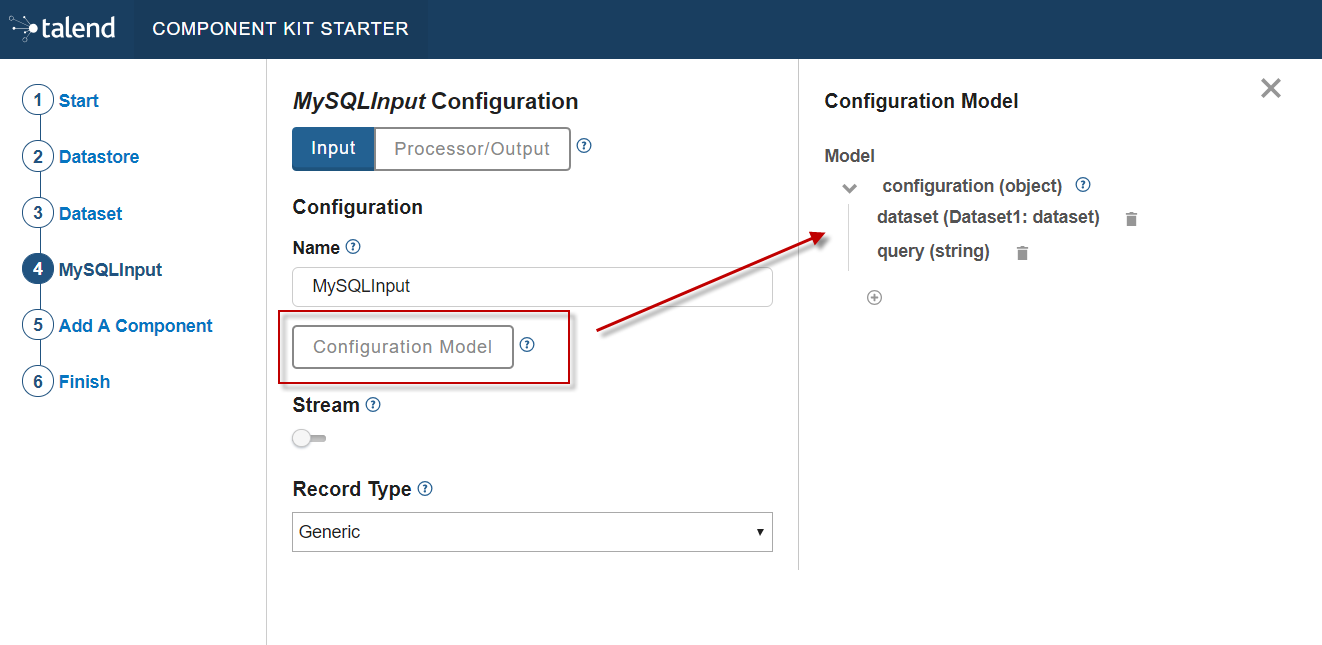 talend COMPONENT KIT STARTER
1 Start
2 Datastore
3 Dataset
4 MySQLInput
5 Add A Component
6 Finish
MySQLInput Configuration
Input Processor/Output ?
Configuration
Name ?
MySQLInput
Configuration Model ?
Stream ?
Record Type ?
Generic
Configuration Model
Model
configuration (object) ?
dataset (Dataset1: dataset)
query (string)